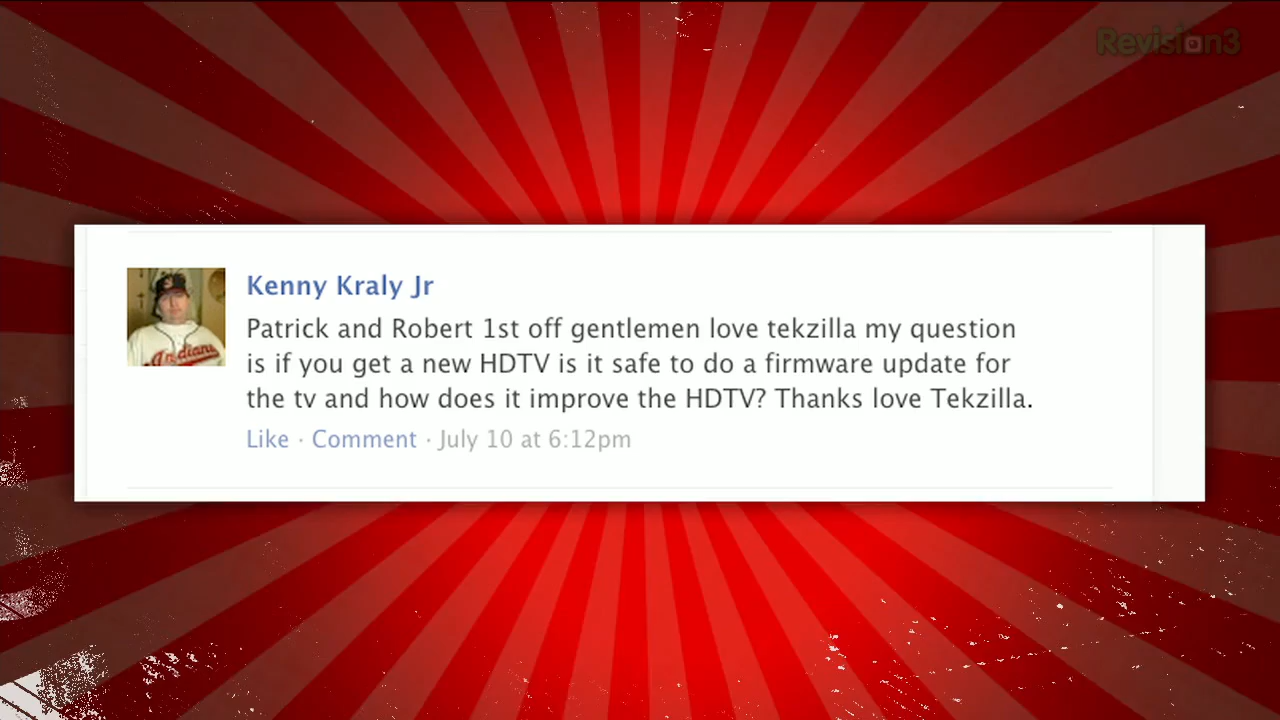 Revision3
Kenny Kraly Jr
Patrick and Robert 1st off gentlemen love tekzilla my question
is if you get a new HDTV is it safe to do a firmware update for
the tv and how does it improve the HDTV? Thanks love Tekzilla.
Like · Comment · July 10 at 6:12pm
Indians